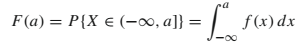 F(a) = P{X ∈ (−∞, a]} = ∫_{−∞}^{a} f(x) dx